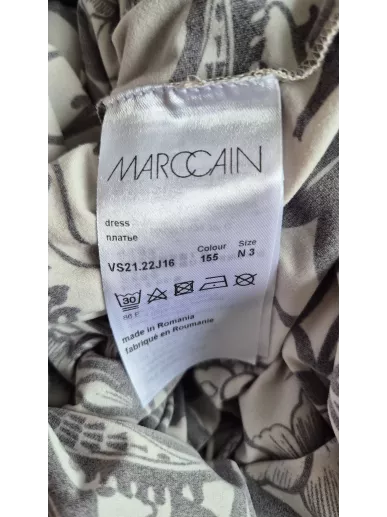 MARCCAIN
dress
платье
Colour Size
VS21.22J16 155 N 3
30
made in Romania
fabriqué en Roumanie